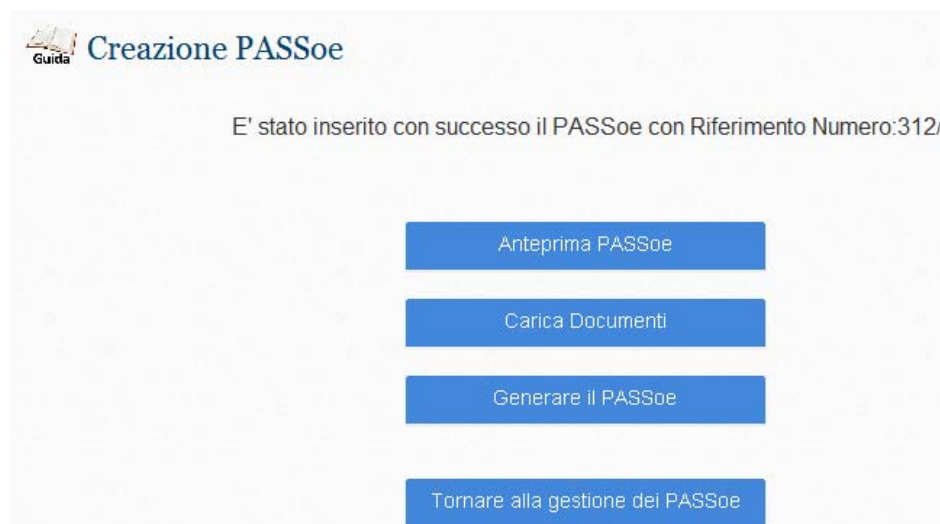 Guida
Creazione PASSoe
E' stato inserito con successo il PASSoe con Riferimento Numero:312/
Anteprima PASSoe
Carica Documenti
Generare il PASSoe
Tornare alla gestione dei PASSoe